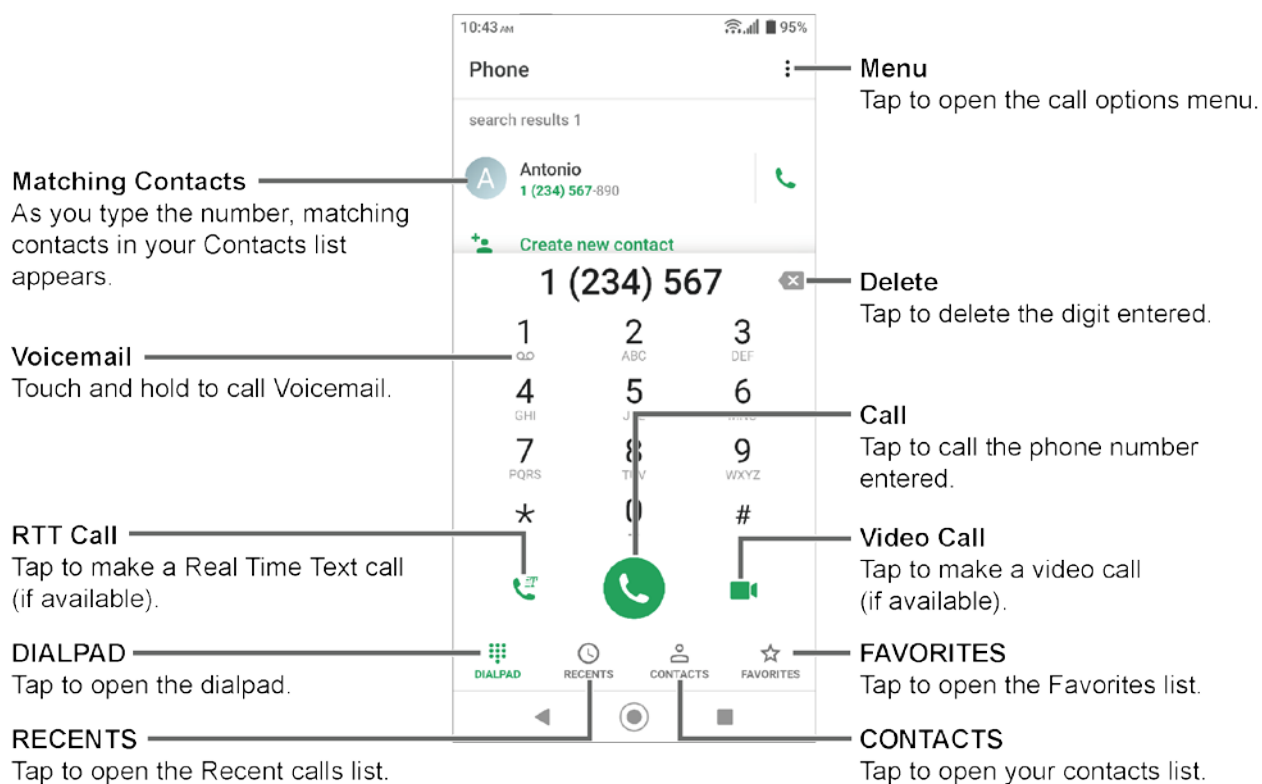 10:43 AM
95%
Phone
Menu
Tap to open the call options menu.
search results 1
Matching Contacts
As you type the number, matching
contacts in your Contacts list
appears.
A
Antonio
1 (234) 567-890
Create new contact
1 (234) 567
Delete
Tap to delete the digit entered.
Voicemail
Touch and hold to call Voicemail.
1
2
ABC
3
DEF
4
GHI
5
6
Call
Tap to call the phone number
entered.
7
PQRS
8
9
WXYZ
*
0
#
RTT Call
Tap to make a Real Time Text call
(if available).
Video Call
Tap to make a video call
(if available).
DIALPAD
Tap to open the dialpad.
DIALPAD
RECENTS
CONTACTS
FAVORITES
FAVORITES
Tap to open the Favorites list.
RECENTS
Tap to open the Recent calls list.
CONTACTS
Tap to open your contacts list.